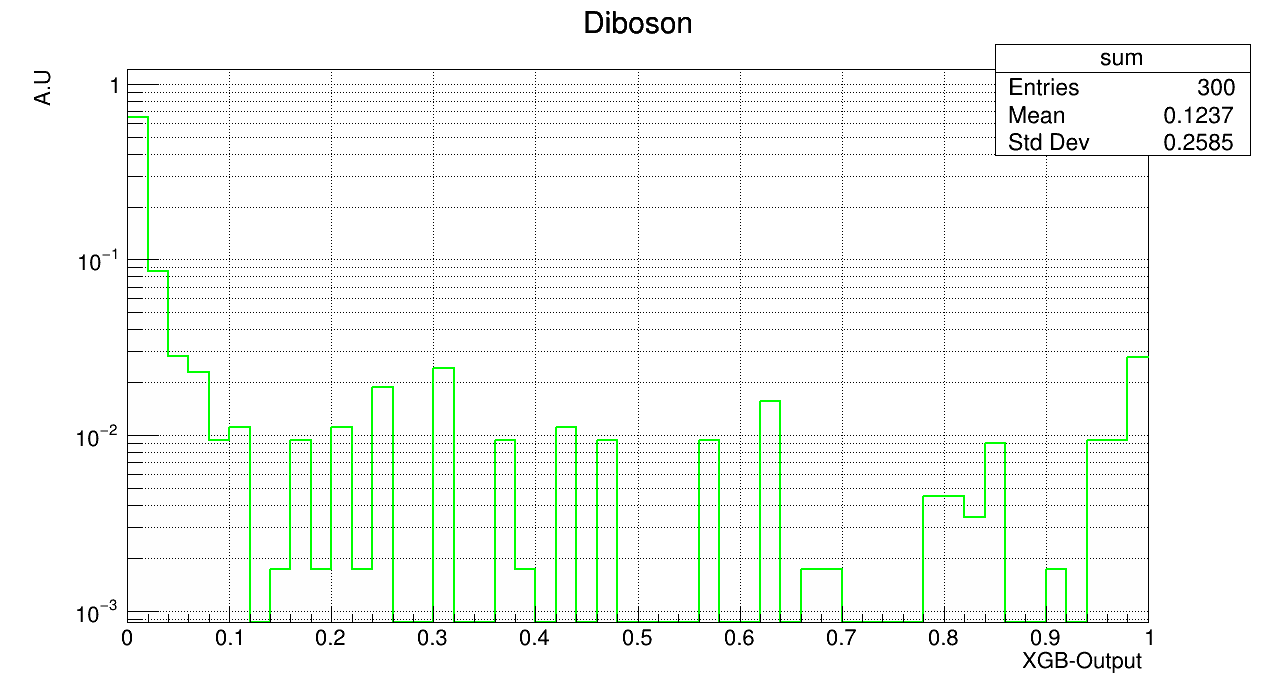 Diboson
sum
Entries 300
Mean 0.1237
Std Dev 0.2585
A.U
1
10⁻¹
10⁻²
10⁻³
0 0.1 0.2 0.3 0.4 0.5 0.6 0.7 0.8 0.9 1
XGB-Output